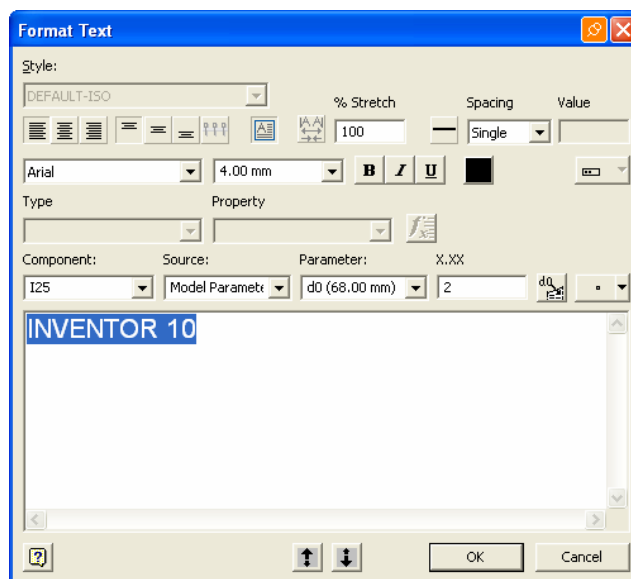 Format Text
Style:
DEFAULT-ISO
% Stretch Spacing Value
100 Single
Arial 4.00 mm B I U
Type Property
Component: Source: Parameter: X.XX
I25 Model Paramete d0 (68.00 mm) 2
INVENTOR 10
OK Cancel